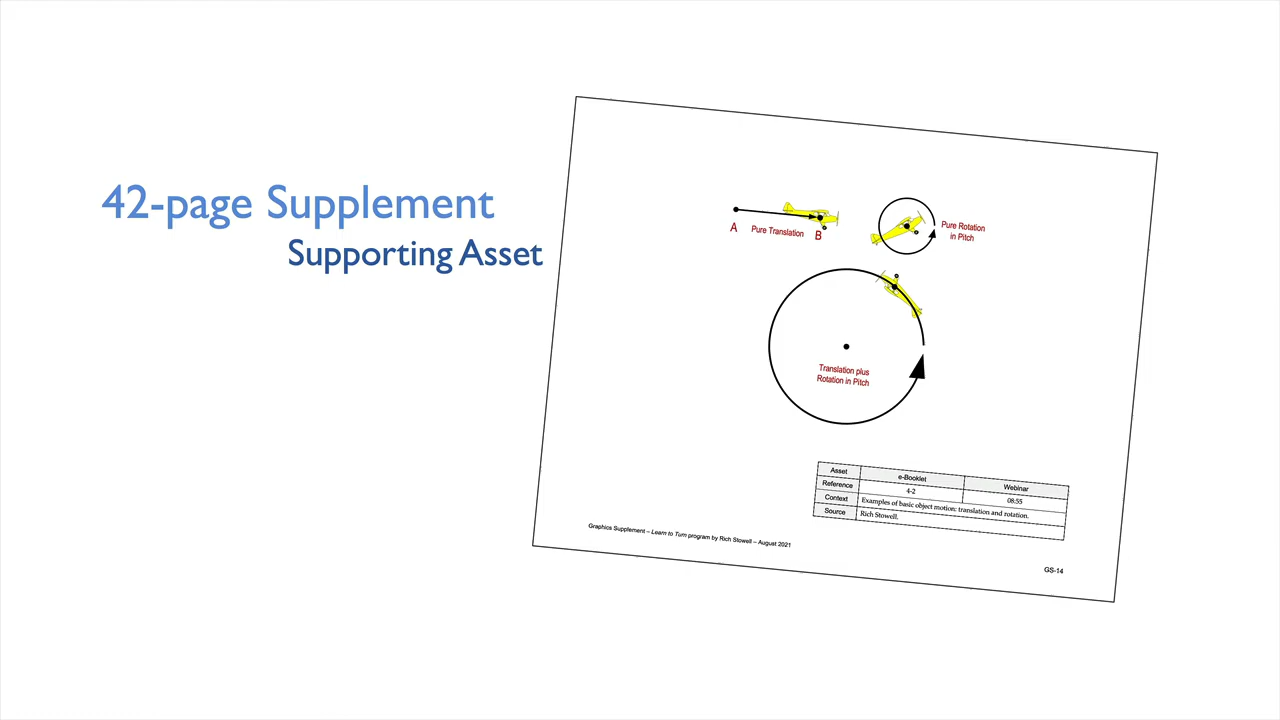 42-page Supplement
Supporting Asset
A
Pure Translation
B
Pure Rotation
in Pitch
Translation plus
Rotation in Pitch
Asset
e-Booklet
Webinar
Reference
4-2
08:55
Context
Examples of basic object motion: translation and rotation.
Source
Rich Stowell.
Graphics Supplement – Learn to Turn program by Rich Stowell – August 2021
GS-14